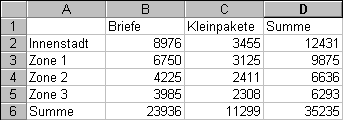 A B C D
1 Briefe Kleinpakete Summe
2 Innenstadt 8976 3455 12431
3 Zone 1 6750 3125 9875
4 Zone 2 4225 2411 6636
5 Zone 3 3985 2308 6293
6 Summe 23936 11299 35235